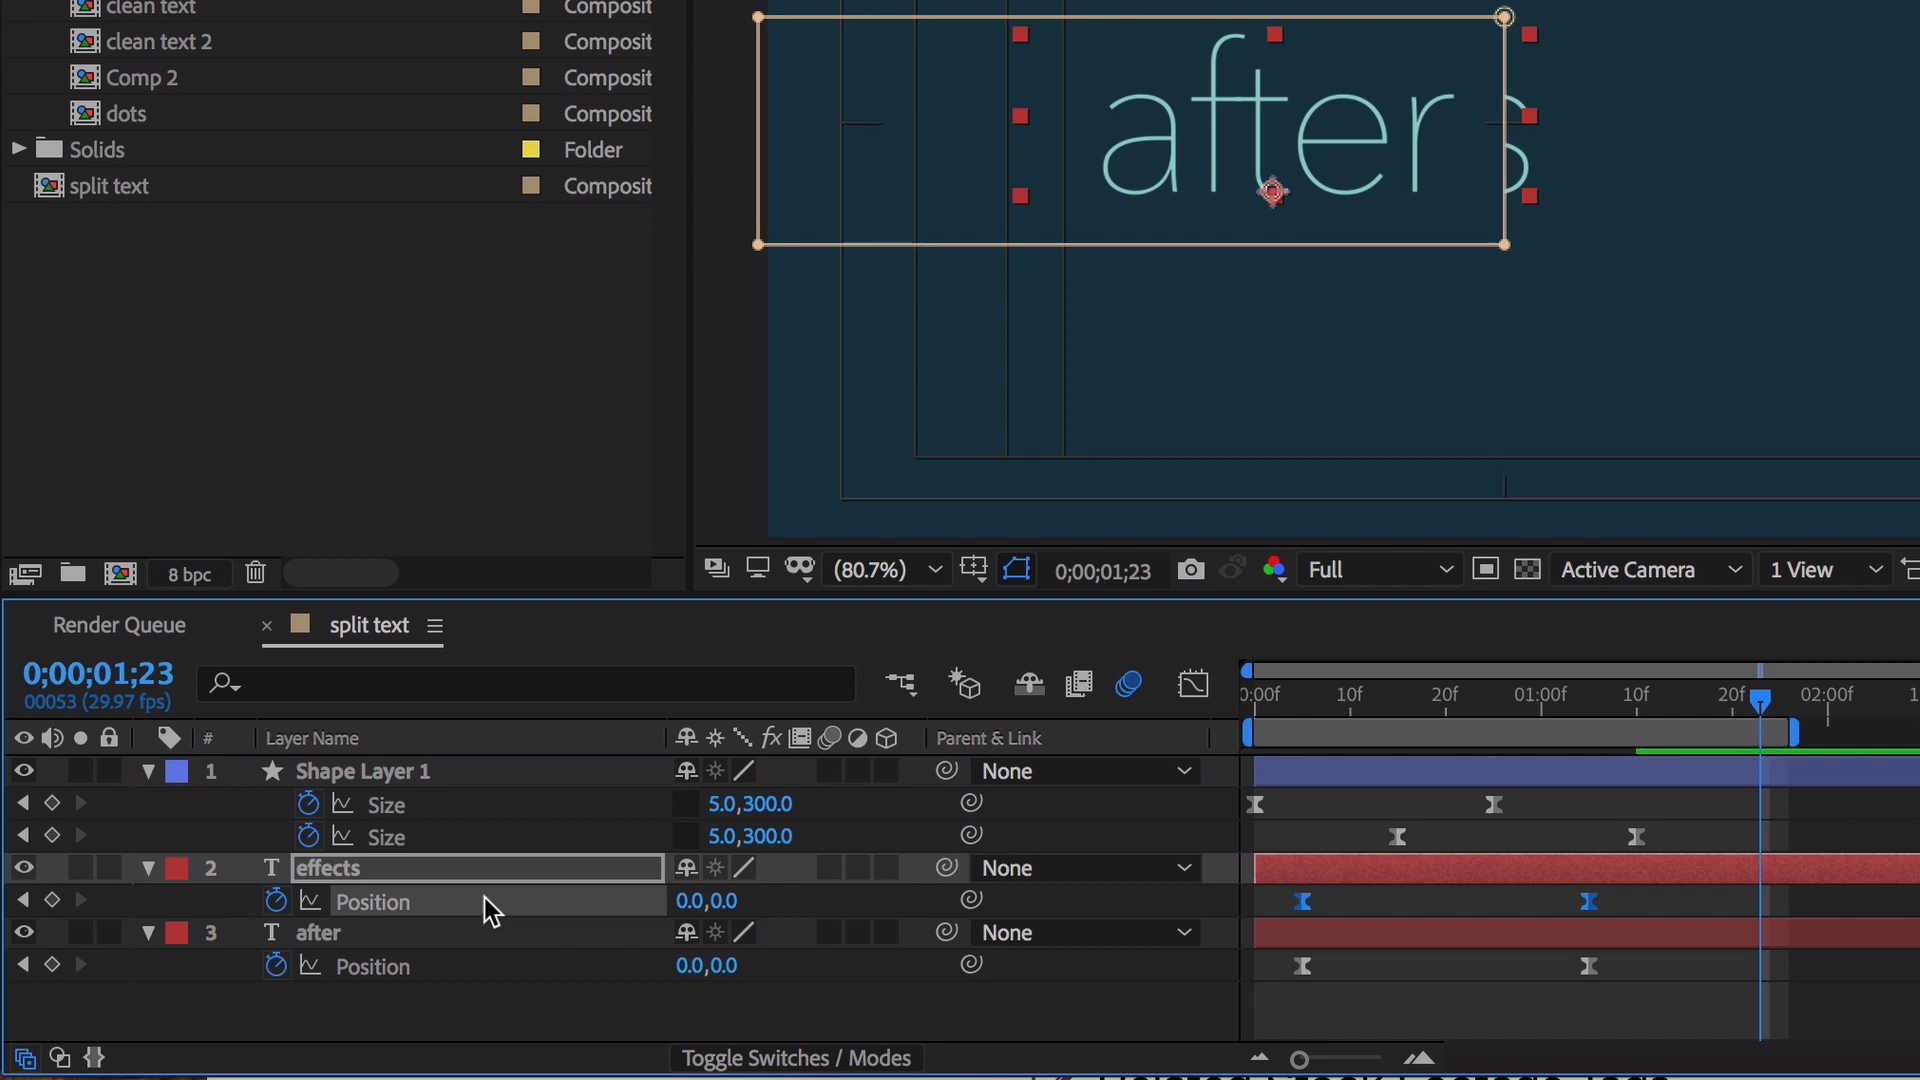 clean text Composit
clean text 2 Composit
Comp 2 Composit
dots Composit
Solids Folder
split text Composit
after s
8 bpc
(80.7%) 0;00;01;23 Full Active Camera 1 View
Render Queue × split text
0;00;01;23
00053 (29.97 fps)
0:00f 10f 20f 01:00f 10f 20f 02:00f 1
# Layer Name fx Parent & Link
1 Shape Layer 1 None
Size 5.0,300.0
Size 5.0,300.0
2 T effects None
Position 0.0,0.0
3 T after None
Position 0.0,0.0
Toggle Switches / Modes